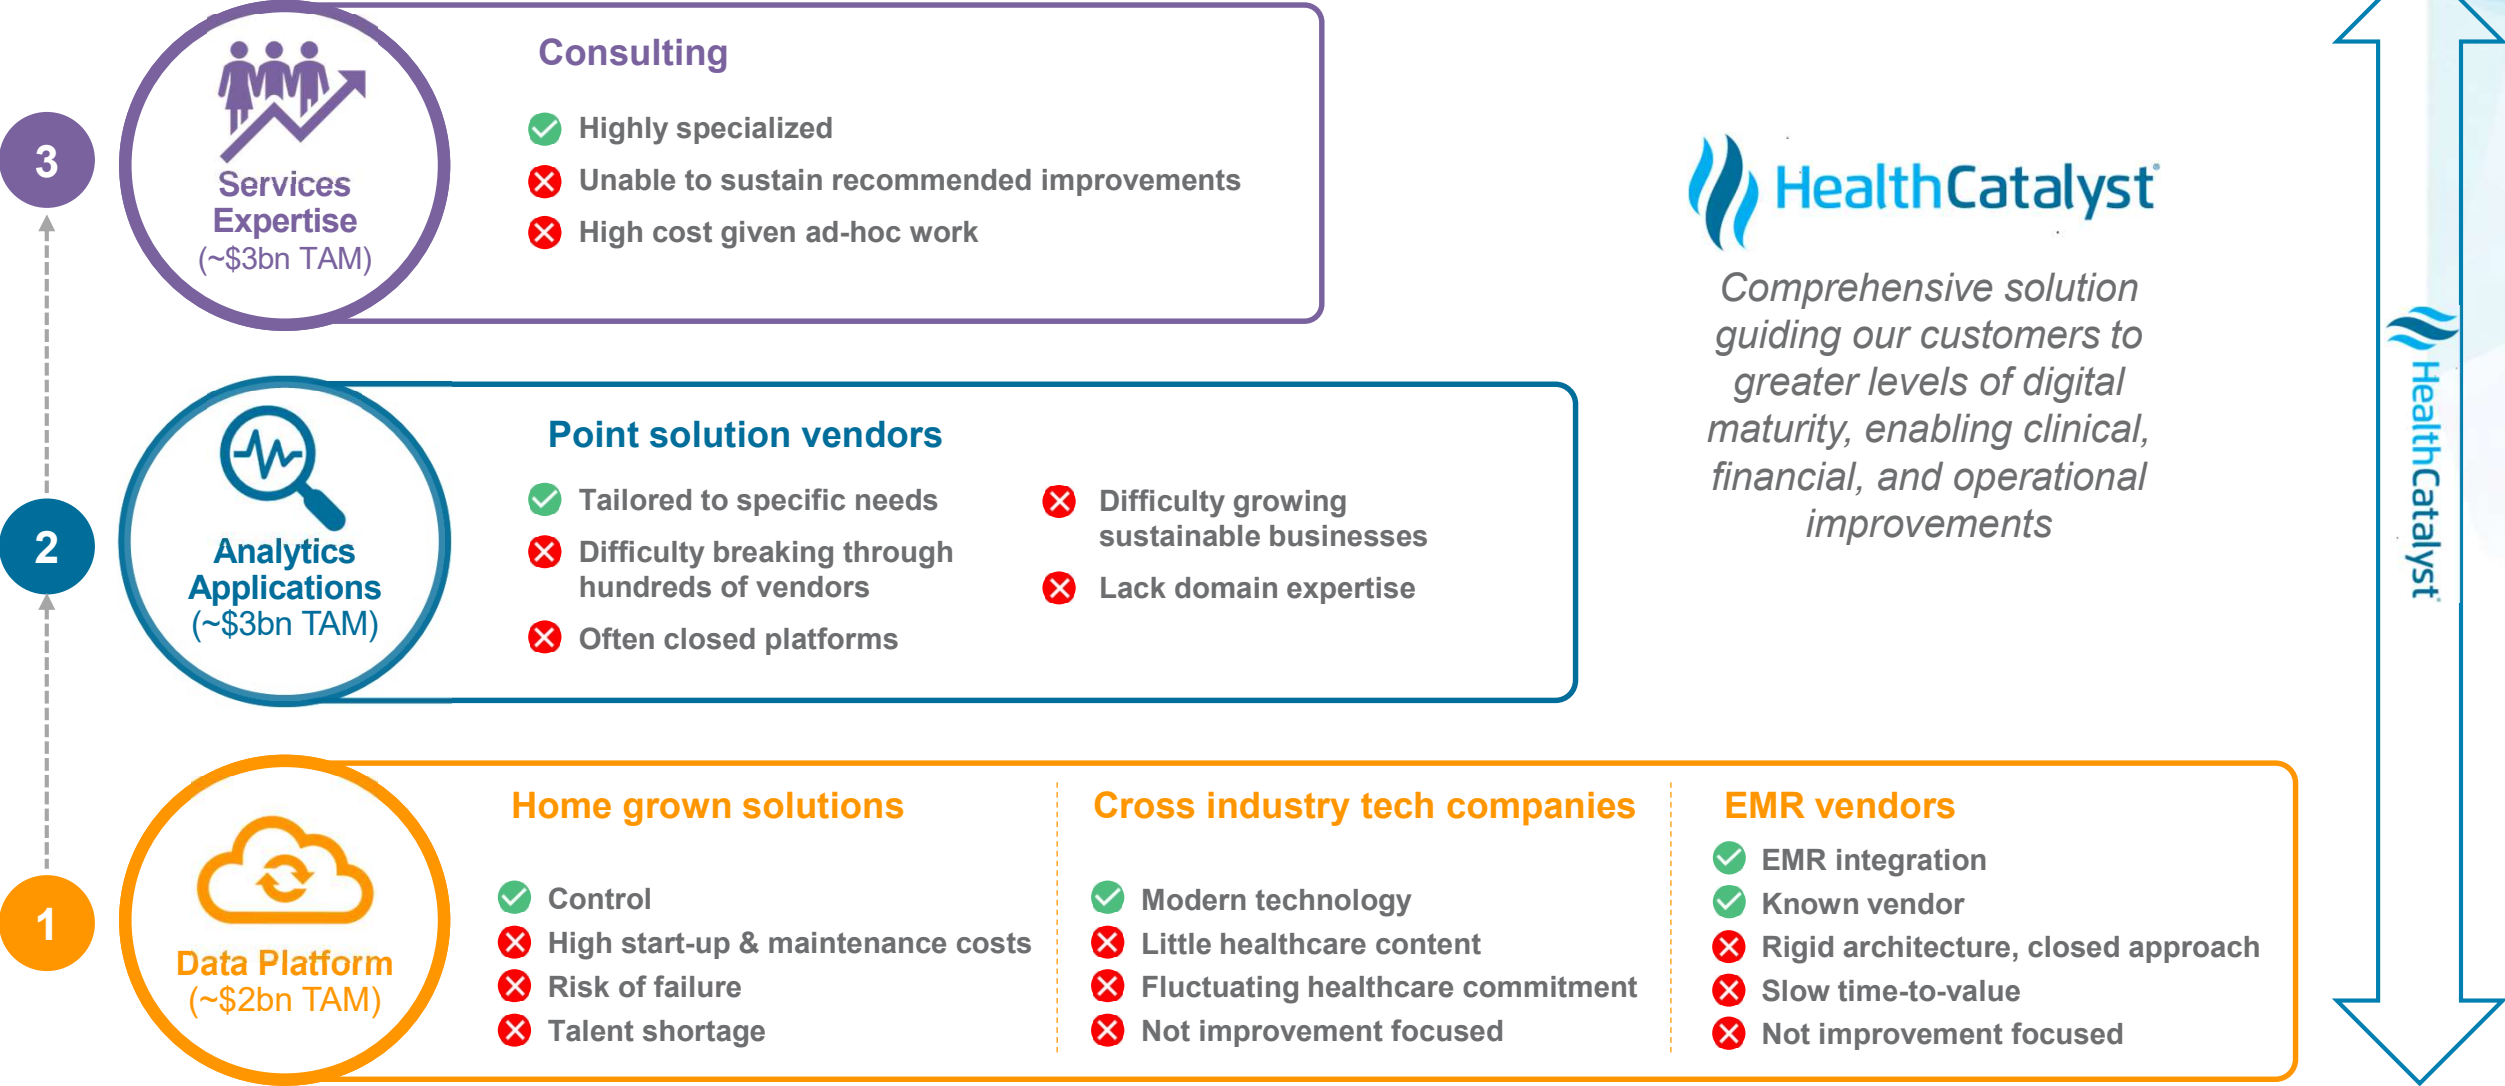 3
Services
Expertise
(~$3bn TAM)
Consulting
Highly specialized
Unable to sustain recommended improvements
High cost given ad-hoc work
2
Analytics
Applications
(~$3bn TAM)
Point solution vendors
Tailored to specific needs
Difficulty breaking through
hundreds of vendors
Often closed platforms
Difficulty growing
sustainable businesses
Lack domain expertise
1
Data Platform
(~$2bn TAM)
Home grown solutions
Control
High start-up & maintenance costs
Risk of failure
Talent shortage
Cross industry tech companies
Modern technology
Little healthcare content
Fluctuating healthcare commitment
Not improvement focused
EMR vendors
EMR integration
Known vendor
Rigid architecture, closed approach
Slow time-to-value
Not improvement focused
HealthCatalyst®
Comprehensive solution
guiding our customers to
greater levels of digital
maturity, enabling clinical,
financial, and operational
improvements
HealthCatalyst